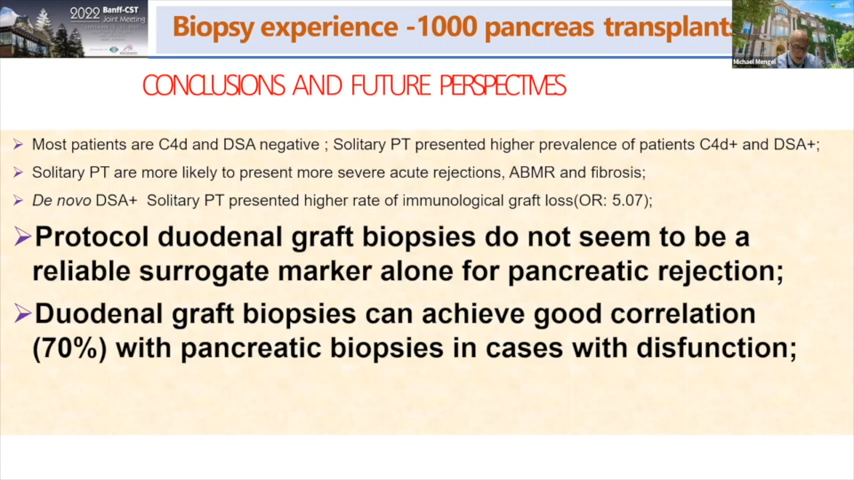 2022 Banff-CST
Joint Meeting
Biopsy experience -1000 pancreas transplants
Michael Mengel
CONCLUSIONS AND FUTURE PERSPECTIVES
➢ Most patients are C4d and DSA negative ; Solitary PT presented higher prevalence of patients C4d+ and DSA+;
➢ Solitary PT are more likely to present more severe acute rejections, ABMR and fibrosis;
➢ De novo DSA+ Solitary PT presented higher rate of immunological graft loss(OR: 5.07);
➢Protocol duodenal graft biopsies do not seem to be a
reliable surrogate marker alone for pancreatic rejection;
➢Duodenal graft biopsies can achieve good correlation
(70%) with pancreatic biopsies in cases with disfunction;